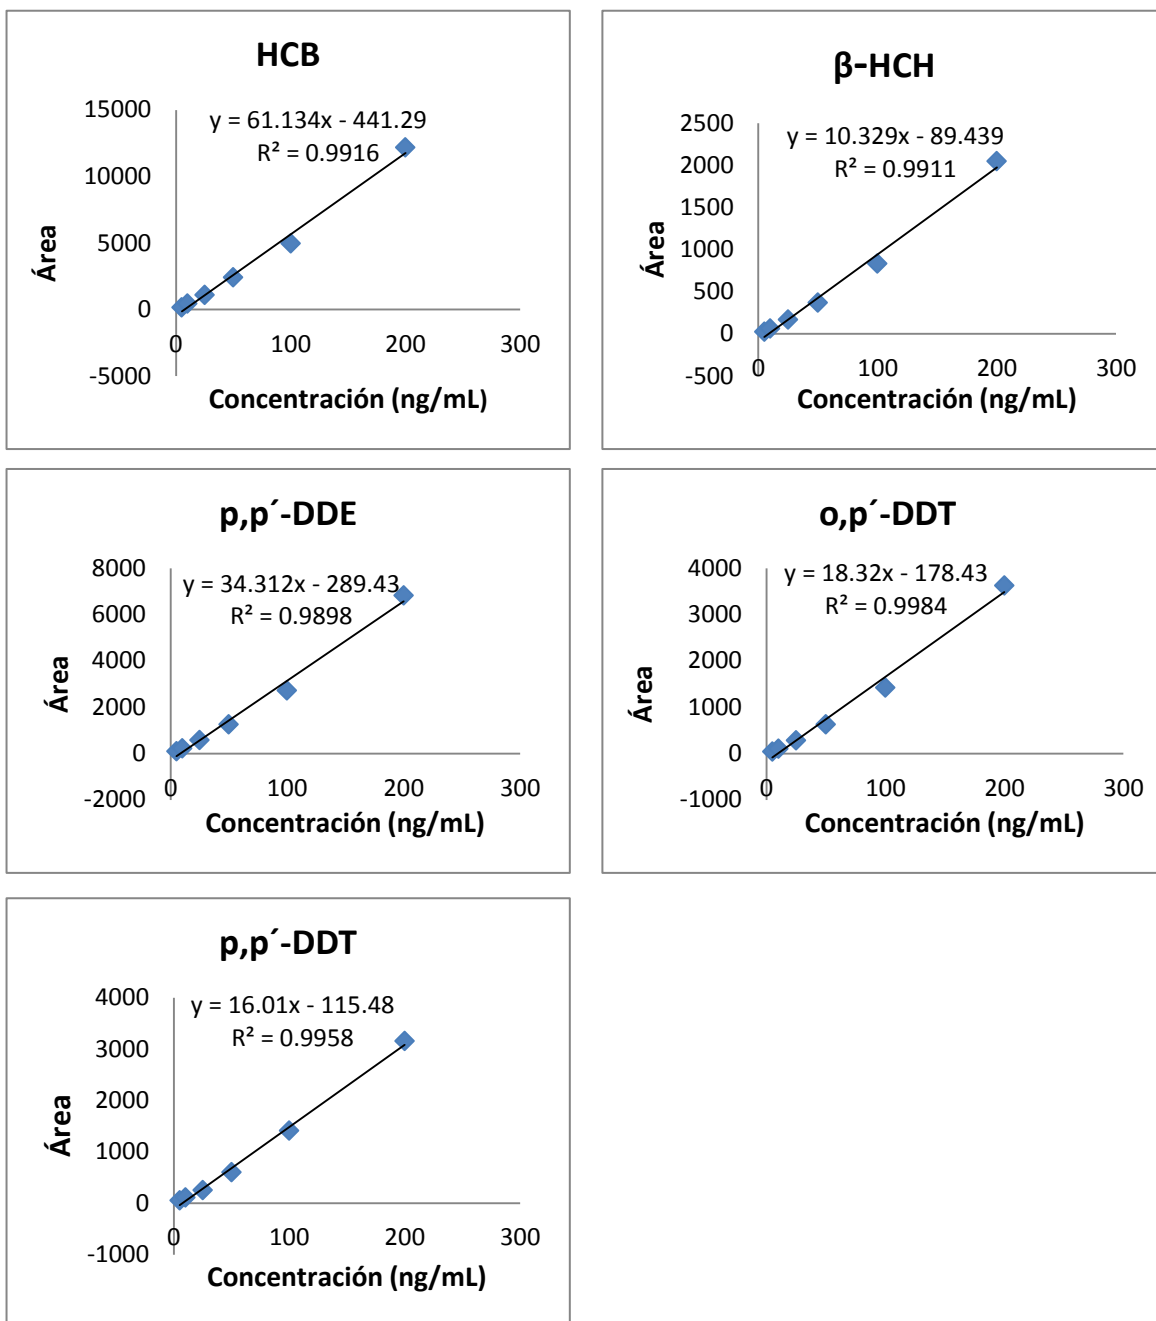 HCB
y = 61.134x - 441.29
R² = 0.9916
15000
10000
5000
0
-5000
Área
0 100 200 300
Concentración (ng/mL)
β-HCH
y = 10.329x - 89.439
R² = 0.9911
2500
2000
1500
1000
500
0
-500
Área
0 100 200 300
Concentración (ng/mL)
p,p´-DDE
y = 34.312x - 289.43
R² = 0.9898
8000
6000
4000
2000
0
-2000
Área
0 100 200 300
Concentración (ng/mL)
o,p´-DDT
y = 18.32x - 178.43
R² = 0.9984
4000
3000
2000
1000
0
-1000
Área
0 100 200 300
Concentración (ng/mL)
p,p´-DDT
y = 16.01x - 115.48
R² = 0.9958
4000
3000
2000
1000
0
-1000
Área
0 100 200 300
Concentración (ng/mL)